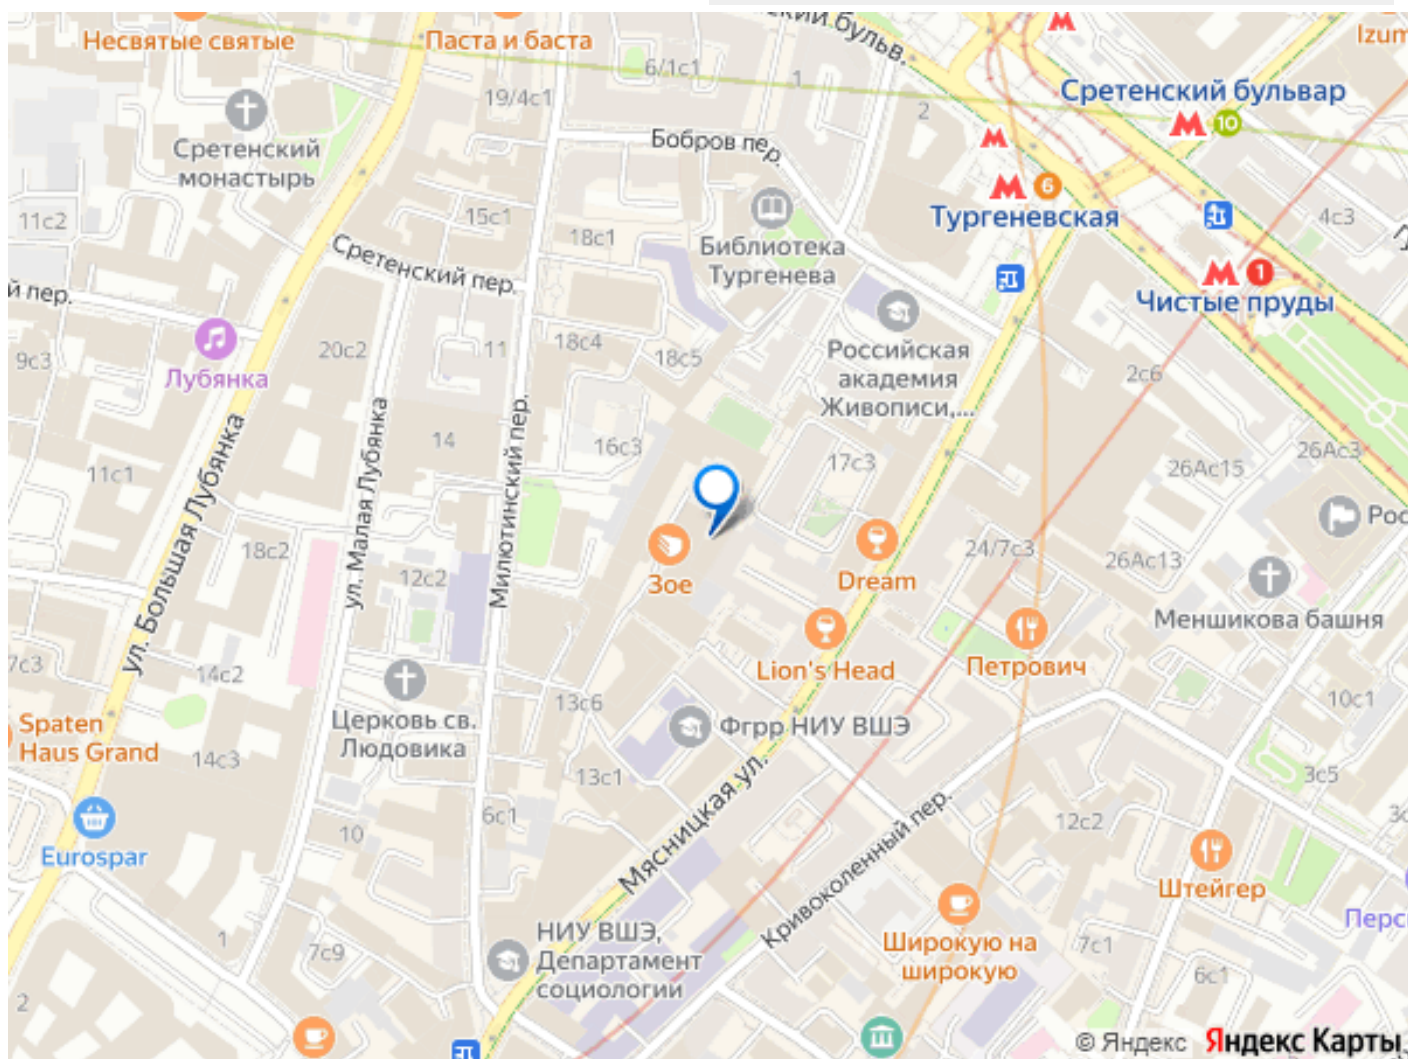 Несвятые святые
Паста и баста
ский бульв.
Izum
6/1с1
1
19/4с1
2
Сретенский бульвар
10
Бобров пер.
Сретенский
монастырь
6
Тургеневская
11с2
15с1
18с1
4с3
Библиотека
Тургенева
Сретенский пер.
й пер.
1
Чистые пруды
9с3
20с2
11
18с4
18с5
Российская
академия
Живописи,...
2с6
Лубянка
14
16с3
17с3
26Ас3
26Ас15
11с1
ул. Большая Лубянка
ул. Малая Лубянка
Милютинский пер.
Рос
18с2
12с2
Зое
Dream
24/7с3
26Ас13
Меншикова башня
7с3
14с2
Lion's Head
Петрович
10с1
13с6
Spaten
Haus Grand
Церковь св.
Людовика
Фгрр НИУ ВШЭ
14с3
13с1
3с5
Мясницкая ул.
10
6с1
12с2
Eurospar
Кривоколенный пер.
Штейгер
Перс
1
7с9
НИУ ВШЭ,
Департамент
социологии
Широкую на
широкую
7с1
6с1
2
© Яндекс Яндекс Карты